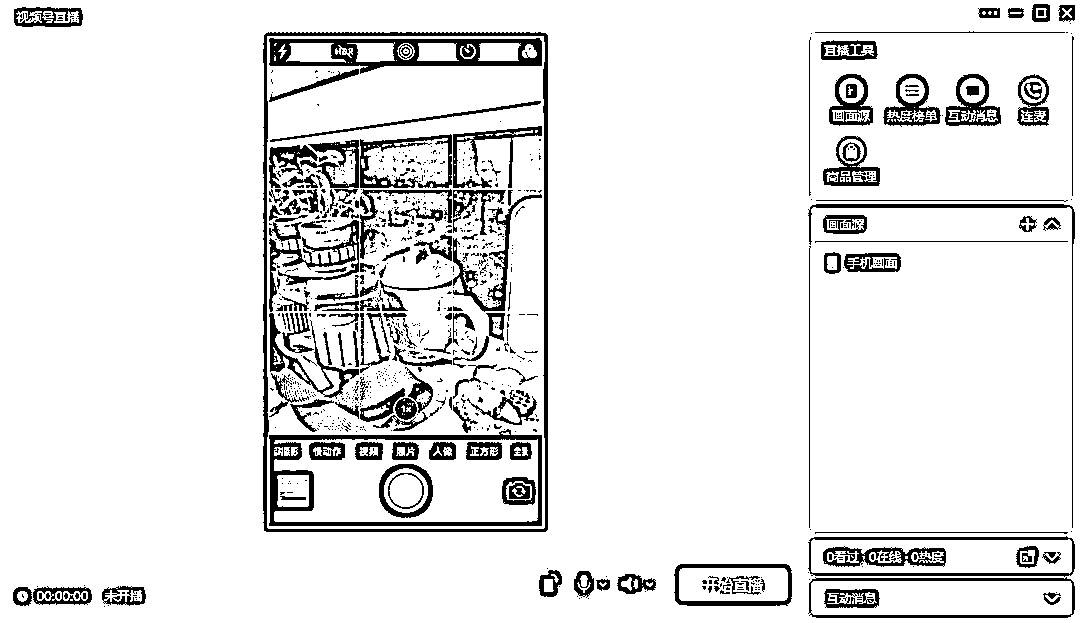 视频号直播
HDR
直播工具
画面源
热度榜单
互动消息
连麦
商品管理
画面源
手机画面
1×
慢动作
视频
照片
人像
正方形
全景
0看过·0在线·0热度
开始直播
00:00:00
未开播
互动消息